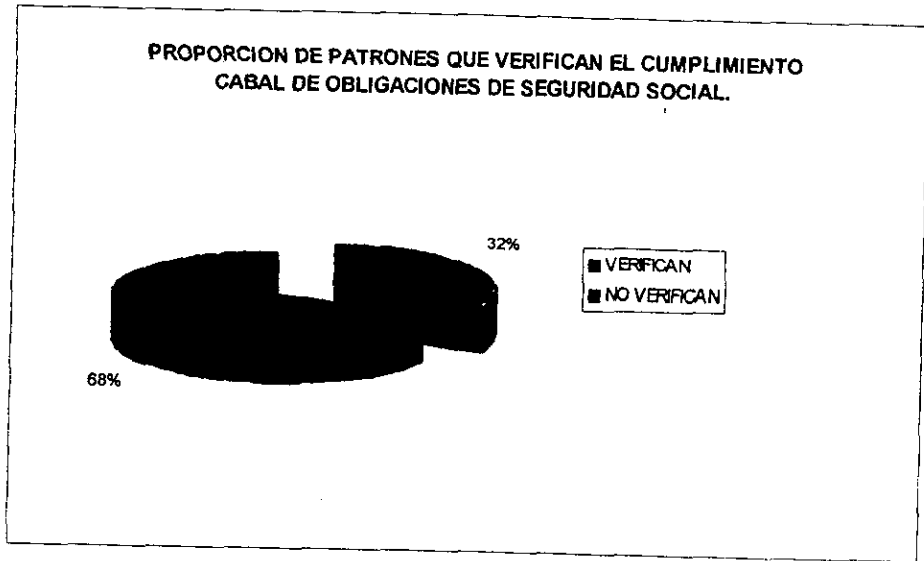 PROPORCION DE PATRONES QUE VERIFICAN EL CUMPLIMIENTO
CABAL DE OBLIGACIONES DE SEGURIDAD SOCIAL.
32%
VERIFICAN
NO VERIFICAN
68%